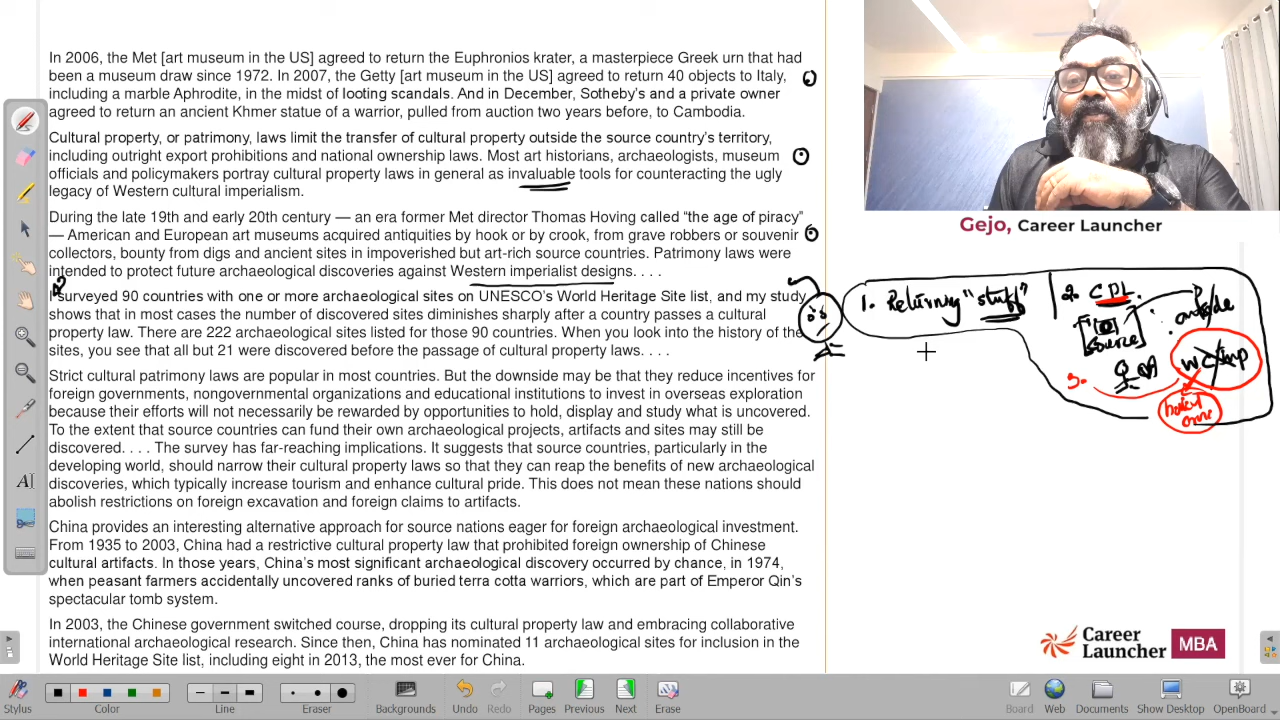 In 2006, the Met [art museum in the US] agreed to return the Euphronios krater, a masterpiece Greek urn that had
been a museum draw since 1972. In 2007, the Getty [art museum in the US] agreed to return 40 objects to Italy,
including a marble Aphrodite, in the midst of looting scandals. And in December, Sotheby's and a private owner
agreed to return an ancient Khmer statue of a warrior, pulled from auction two years before, to Cambodia.
Cultural property, or patrimony, laws limit the transfer of cultural property outside the source country's territory,
including outright export prohibitions and national ownership laws. Most art historians, archaeologists, museum
officials and policymakers portray cultural property laws in general as invaluable tools for counteracting the ugly
legacy of Western cultural imperialism.
During the late 19th and early 20th century — an era former Met director Thomas Hoving called "the age of piracy"
— American and European art museums acquired antiquities by hook or by crook, from grave robbers or souvenir
collectors, bounty from digs and ancient sites in impoverished but art-rich source countries. Patrimony laws were
intended to protect future archaeological discoveries against Western imperialist designs. . . .
I surveyed 90 countries with one or more archaeological sites on UNESCO's World Heritage Site list, and my study
shows that in most cases the number of discovered sites diminishes sharply after a country passes a cultural
property law. There are 222 archaeological sites listed for those 90 countries. When you look into the history of the
sites, you see that all but 21 were discovered before the passage of cultural property laws. . . .
Strict cultural patrimony laws are popular in most countries. But the downside may be that they reduce incentives for
foreign governments, nongovernmental organizations and educational institutions to invest in overseas exploration
because their efforts will not necessarily be rewarded by opportunities to hold, display and study what is uncovered.
To the extent that source countries can fund their own archaeological projects, artifacts and sites may still be
discovered. . . . The survey has far-reaching implications. It suggests that source countries, particularly in the
developing world, should narrow their cultural property laws so that they can reap the benefits of new archaeological
discoveries, which typically increase tourism and enhance cultural pride. This does not mean these nations should
abolish restrictions on foreign excavation and foreign claims to artifacts.
China provides an interesting alternative approach for source nations eager for foreign archaeological investment.
From 1935 to 2003, China had a restrictive cultural property law that prohibited foreign ownership of Chinese
cultural artifacts. In those years, China's most significant archaeological discovery occurred by chance, in 1974,
when peasant farmers accidentally uncovered ranks of buried terra cotta warriors, which are part of Emperor Qin's
spectacular tomb system.
In 2003, the Chinese government switched course, dropping its cultural property law and embracing collaborative
international archaeological research. Since then, China has nominated 11 archaeological sites for inclusion in the
World Heritage Site list, including eight in 2013, the most ever for China.
Gejo, Career Launcher
1. Returning "stuff"
2. CPL.
[source]
3.
Career
Launcher MBA
Stylus
Color
Line
Eraser
Backgrounds
Undo
Redo
Pages
Previous
Next
Erase
Board
Web
Documents
Show Desktop
OpenBoard